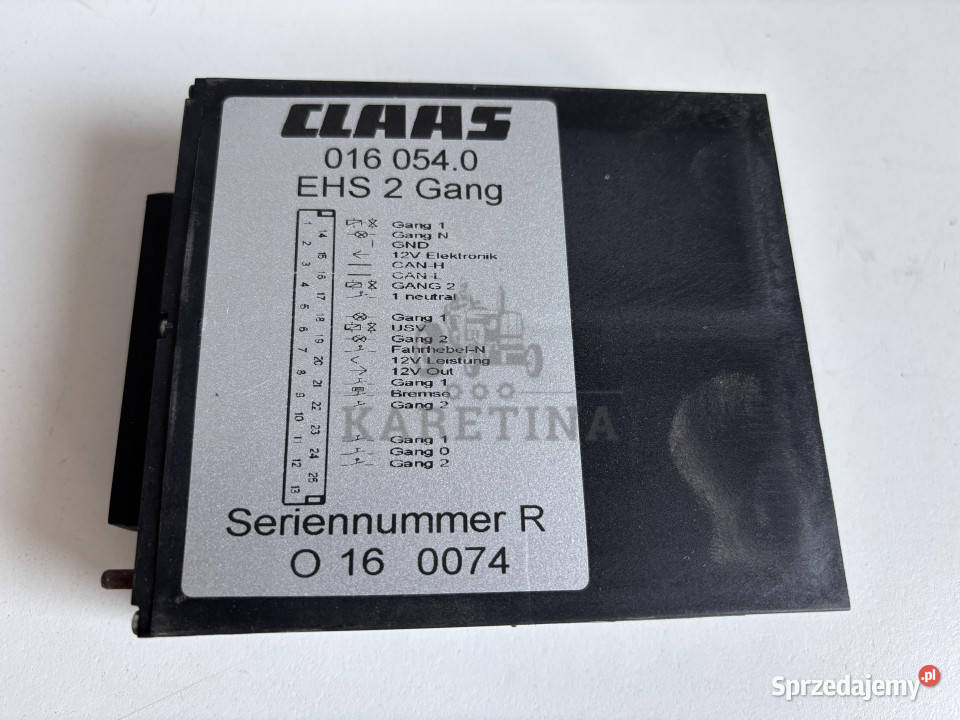 CLAAS
016 054.0
EHS 2 Gang
1 14 Gang 1
Gang N
2 15 GND
12V Elektronik
3 16 CAN-H
CAN-L
4 17 GANG 2
1 neutral
5 18 Gang 1
USV
6 19 Gang 2
Fahrhebel-N
7 20 12V Leistung
12V Out
8 21 Gang 1
Bremse
9 22 Gang 2
10 23
11 24 Gang 1
12 25 Gang 0
13 Gang 2
KARETINA
Seriennummer R
O 16 0074
Sprzedajemy.pl